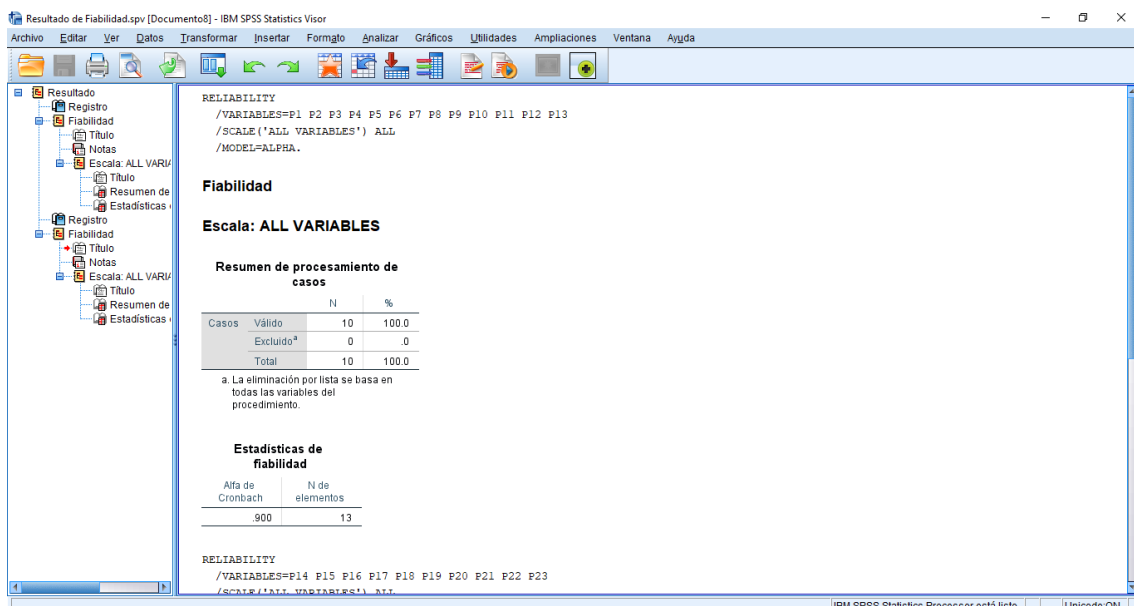 Resultado de Fiabilidad.spv [Documento8] - IBM SPSS Statistics Visor
Archivo Editar Ver Datos Transformar Insertar Formato Analizar Gráficos Utilidades Ampliaciones Ventana Ayuda
Resultado
Registro
Fiabilidad
Título
Notas
Escala: ALL VARIA
Título
Resumen de
Estadísticas
Registro
Fiabilidad
Título
Notas
Escala: ALL VARIA
Título
Resumen de
Estadísticas
RELIABILITY
/VARIABLES=P1 P2 P3 P4 P5 P6 P7 P8 P9 P10 P11 P12 P13
/SCALE('ALL VARIABLES') ALL
/MODEL=ALPHA.
Fiabilidad
Escala: ALL VARIABLES
Resumen de procesamiento de
casos
N %
Casos Válido 10 100.0
Excluidoª 0 .0
Total 10 100.0
a. La eliminación por lista se basa en
todas las variables del
procedimiento.
Estadísticas de
fiabilidad
Alfa de N de
Cronbach elementos
.900 13
RELIABILITY
/VARIABLES=P14 P15 P16 P17 P18 P19 P20 P21 P22 P23
/SCALE('ALL VARIABLES') ALL
IBM SPSS Statistics Processor está listo Unicode:ON